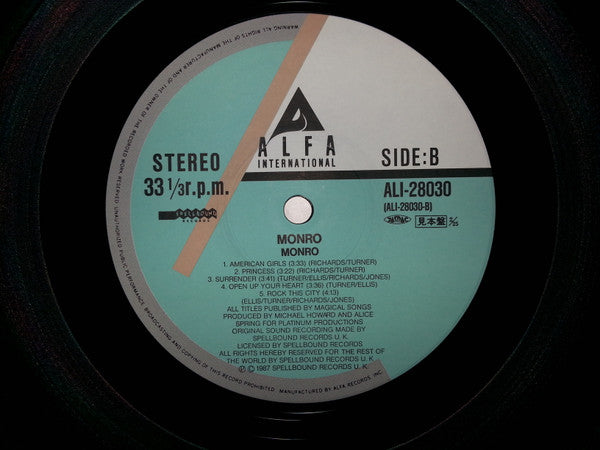 WARNING: ALL RIGHTS OF THE MANUFACTURER AND OF THE OWNER OF THE RECORDED WORK RESERVED. UNAUTHORIZED PUBLIC PERFORMANCE, BROADCASTING AND COPYING OF THIS RECORD PROHIBITED. MANUFACTURED BY ALFA RECORDS, INC.
ALFA
INTERNATIONAL
STEREO
33 1/3 r.p.m.
SPELLBOUND
RECORDS
SIDE:B
ALI-28030
(ALI-28030-B)
見本盤
MONRO
MONRO
1. AMERICAN GIRLS (3:33) (RICHARDS/TURNER)
2. PRINCESS (3:22) (RICHARDS/TURNER)
3. SURRENDER (3:41) (TURNER/ELLIS/RICHARDS/JONES)
4. OPEN UP YOUR HEART (3:36) (TURNER/ELLIS)
5. ROCK THIS CITY (4:13)
(ELLIS/TURNER/RICHARDS/JONES)
ALL TITLES PUBLISHED BY MAGICAL SONGS
PRODUCED BY MICHAEL HOWARD AND ALICE
SPRING FOR PLATINUM PRODUCTIONS
ORIGINAL SOUND RECORDING MADE BY
SPELLBOUND RECORDS U. K.
LICENSED BY SPELLBOUND RECORDS
ALL RIGHTS HEREBY RESERVED FOR THE REST OF
THE WORLD BY SPELLBOUND RECORDS U. K.
Ⓟ © 1987 SPELLBOUND RECORDS U. K.